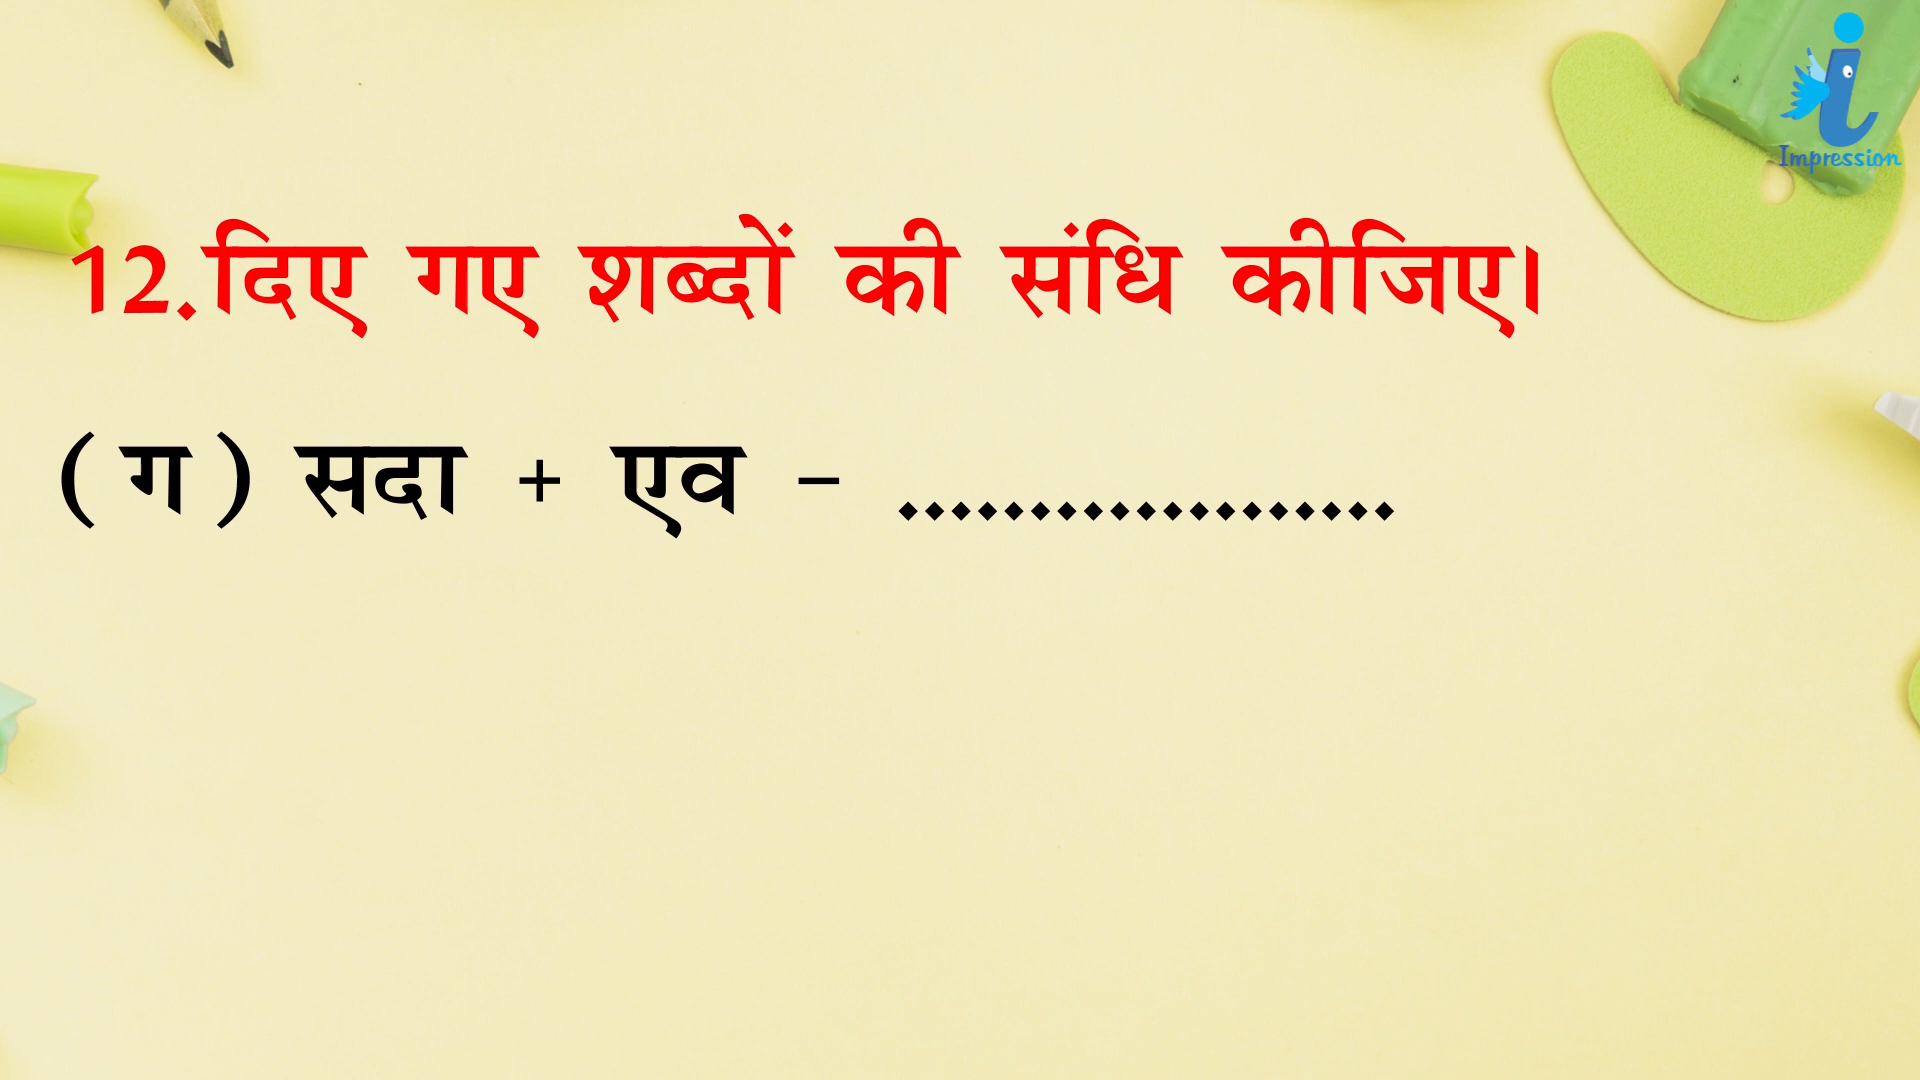 Impression
12.दिए गए शब्दों की संधि कीजिए।
(ग) सदा + एव - ...................